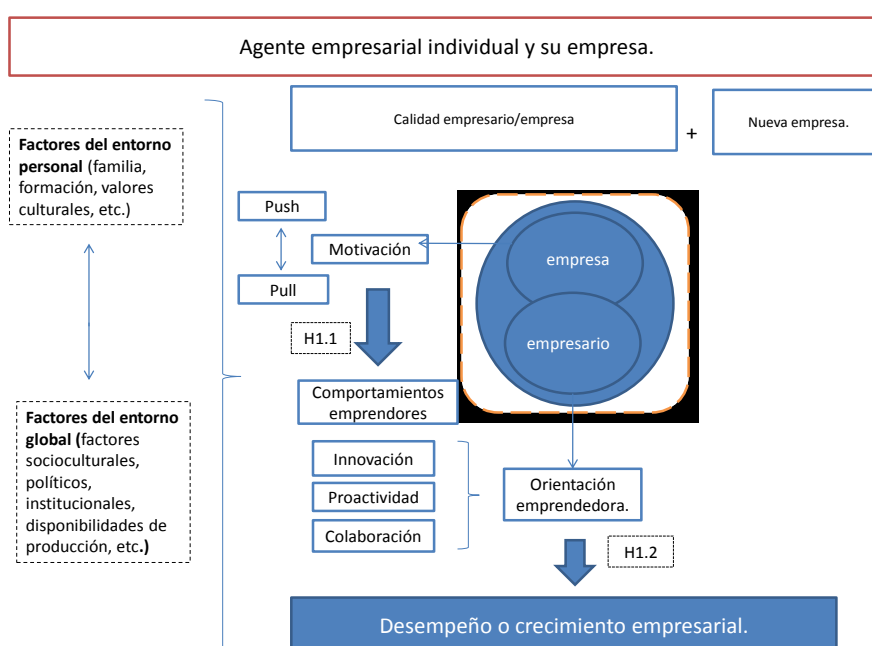 Agente empresarial individual y su empresa.
Calidad empresario/empresa
+
Nueva empresa.
Factores del entorno
personal (familia,
formación, valores
culturales, etc.)
Push
Motivación
Pull
empresa
empresario
H1.1
Comportamientos
emprendores
Factores del entorno
global (factores
socioculturales,
políticos,
institucionales,
disponibilidades de
producción, etc.)
Innovación
Proactividad
Colaboración
Orientación
emprendedora.
H1.2
Desempeño o crecimiento empresarial.